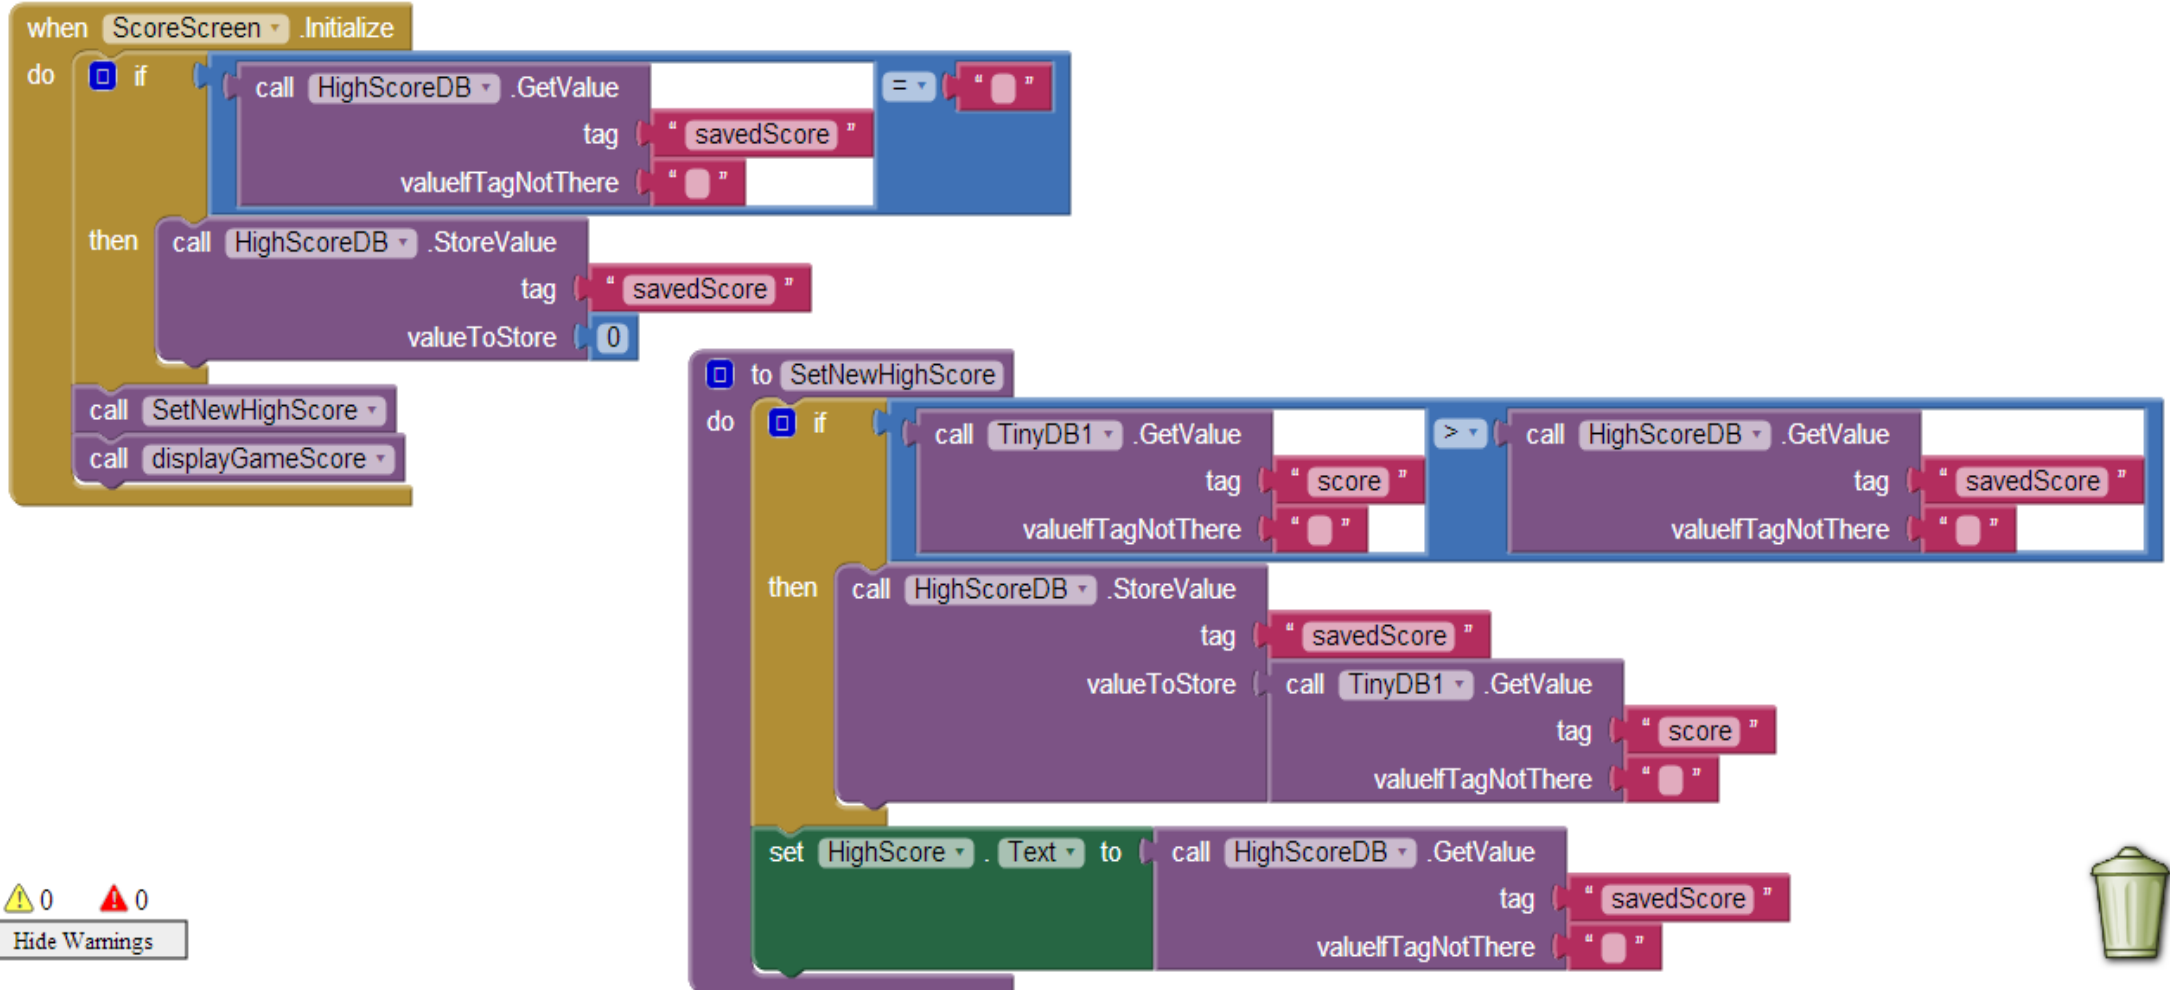 when ScoreScreen .Initialize
do if call HighScoreDB .GetValue = " "
tag " savedScore "
valueIfTagNotThere " "
then call HighScoreDB .StoreValue
tag " savedScore "
valueToStore 0
call SetNewHighScore
call displayGameScore
to SetNewHighScore
do if call TinyDB1 .GetValue > call HighScoreDB .GetValue
tag " score " tag " savedScore "
valueIfTagNotThere " " valueIfTagNotThere " "
then call HighScoreDB .StoreValue
tag " savedScore "
valueToStore call TinyDB1 .GetValue
tag " score "
valueIfTagNotThere " "
set HighScore . Text to call HighScoreDB .GetValue
tag " savedScore "
valueIfTagNotThere " "
0 0
Hide Warnings